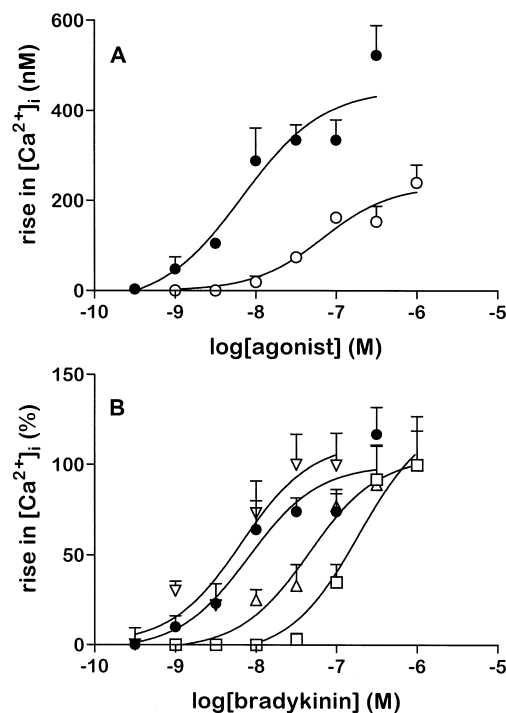 600
A
400
200
0
rise in [Ca2+]i (nM)
-10 -9 -8 -7 -6 -5
log[agonist] (M)
150
B
100
50
0
rise in [Ca2+]i (%)
-10 -9 -8 -7 -6 -5
log[bradykinin] (M)